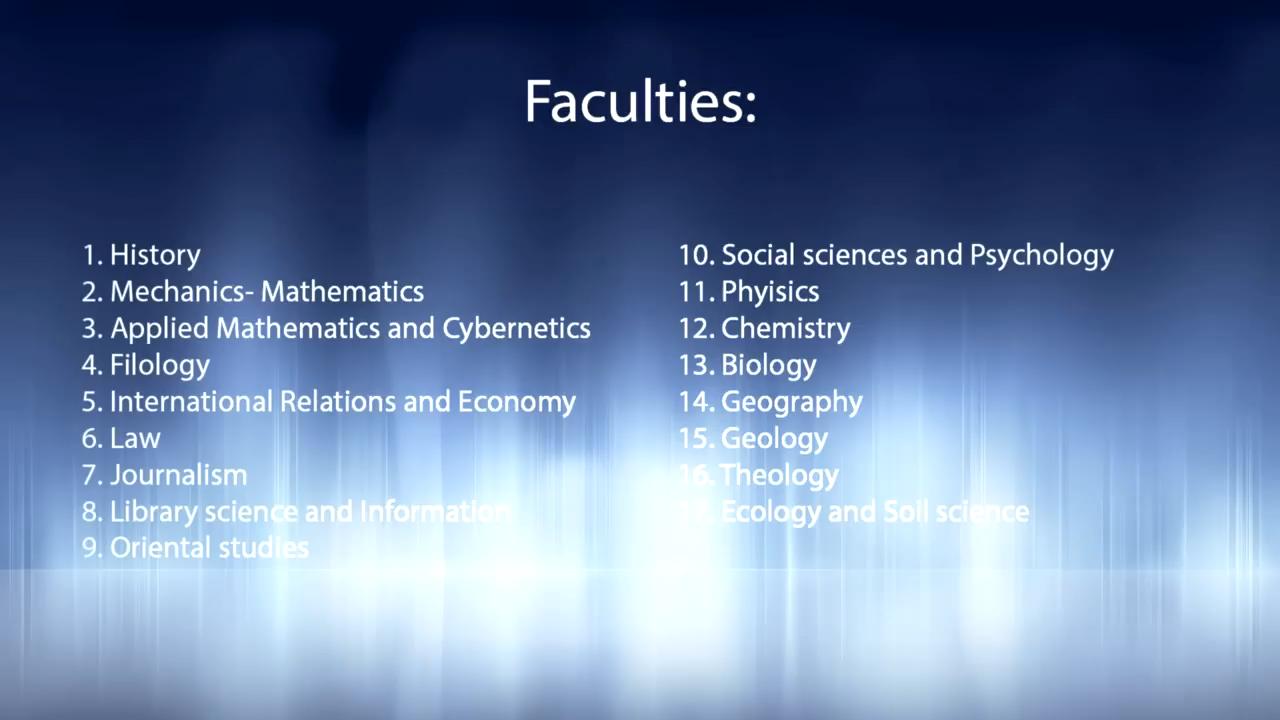 Faculties:
1. History
2. Mechanics- Mathematics
3. Applied Mathematics and Cybernetics
4. Filology
5. International Relations and Economy
6. Law
7. Journalism
8. Library science and Information
9. Oriental studies
10. Social sciences and Psychology
11. Phyisics
12. Chemistry
13. Biology
14. Geography
15. Geology
16. Theology
17. Ecology and Soil science